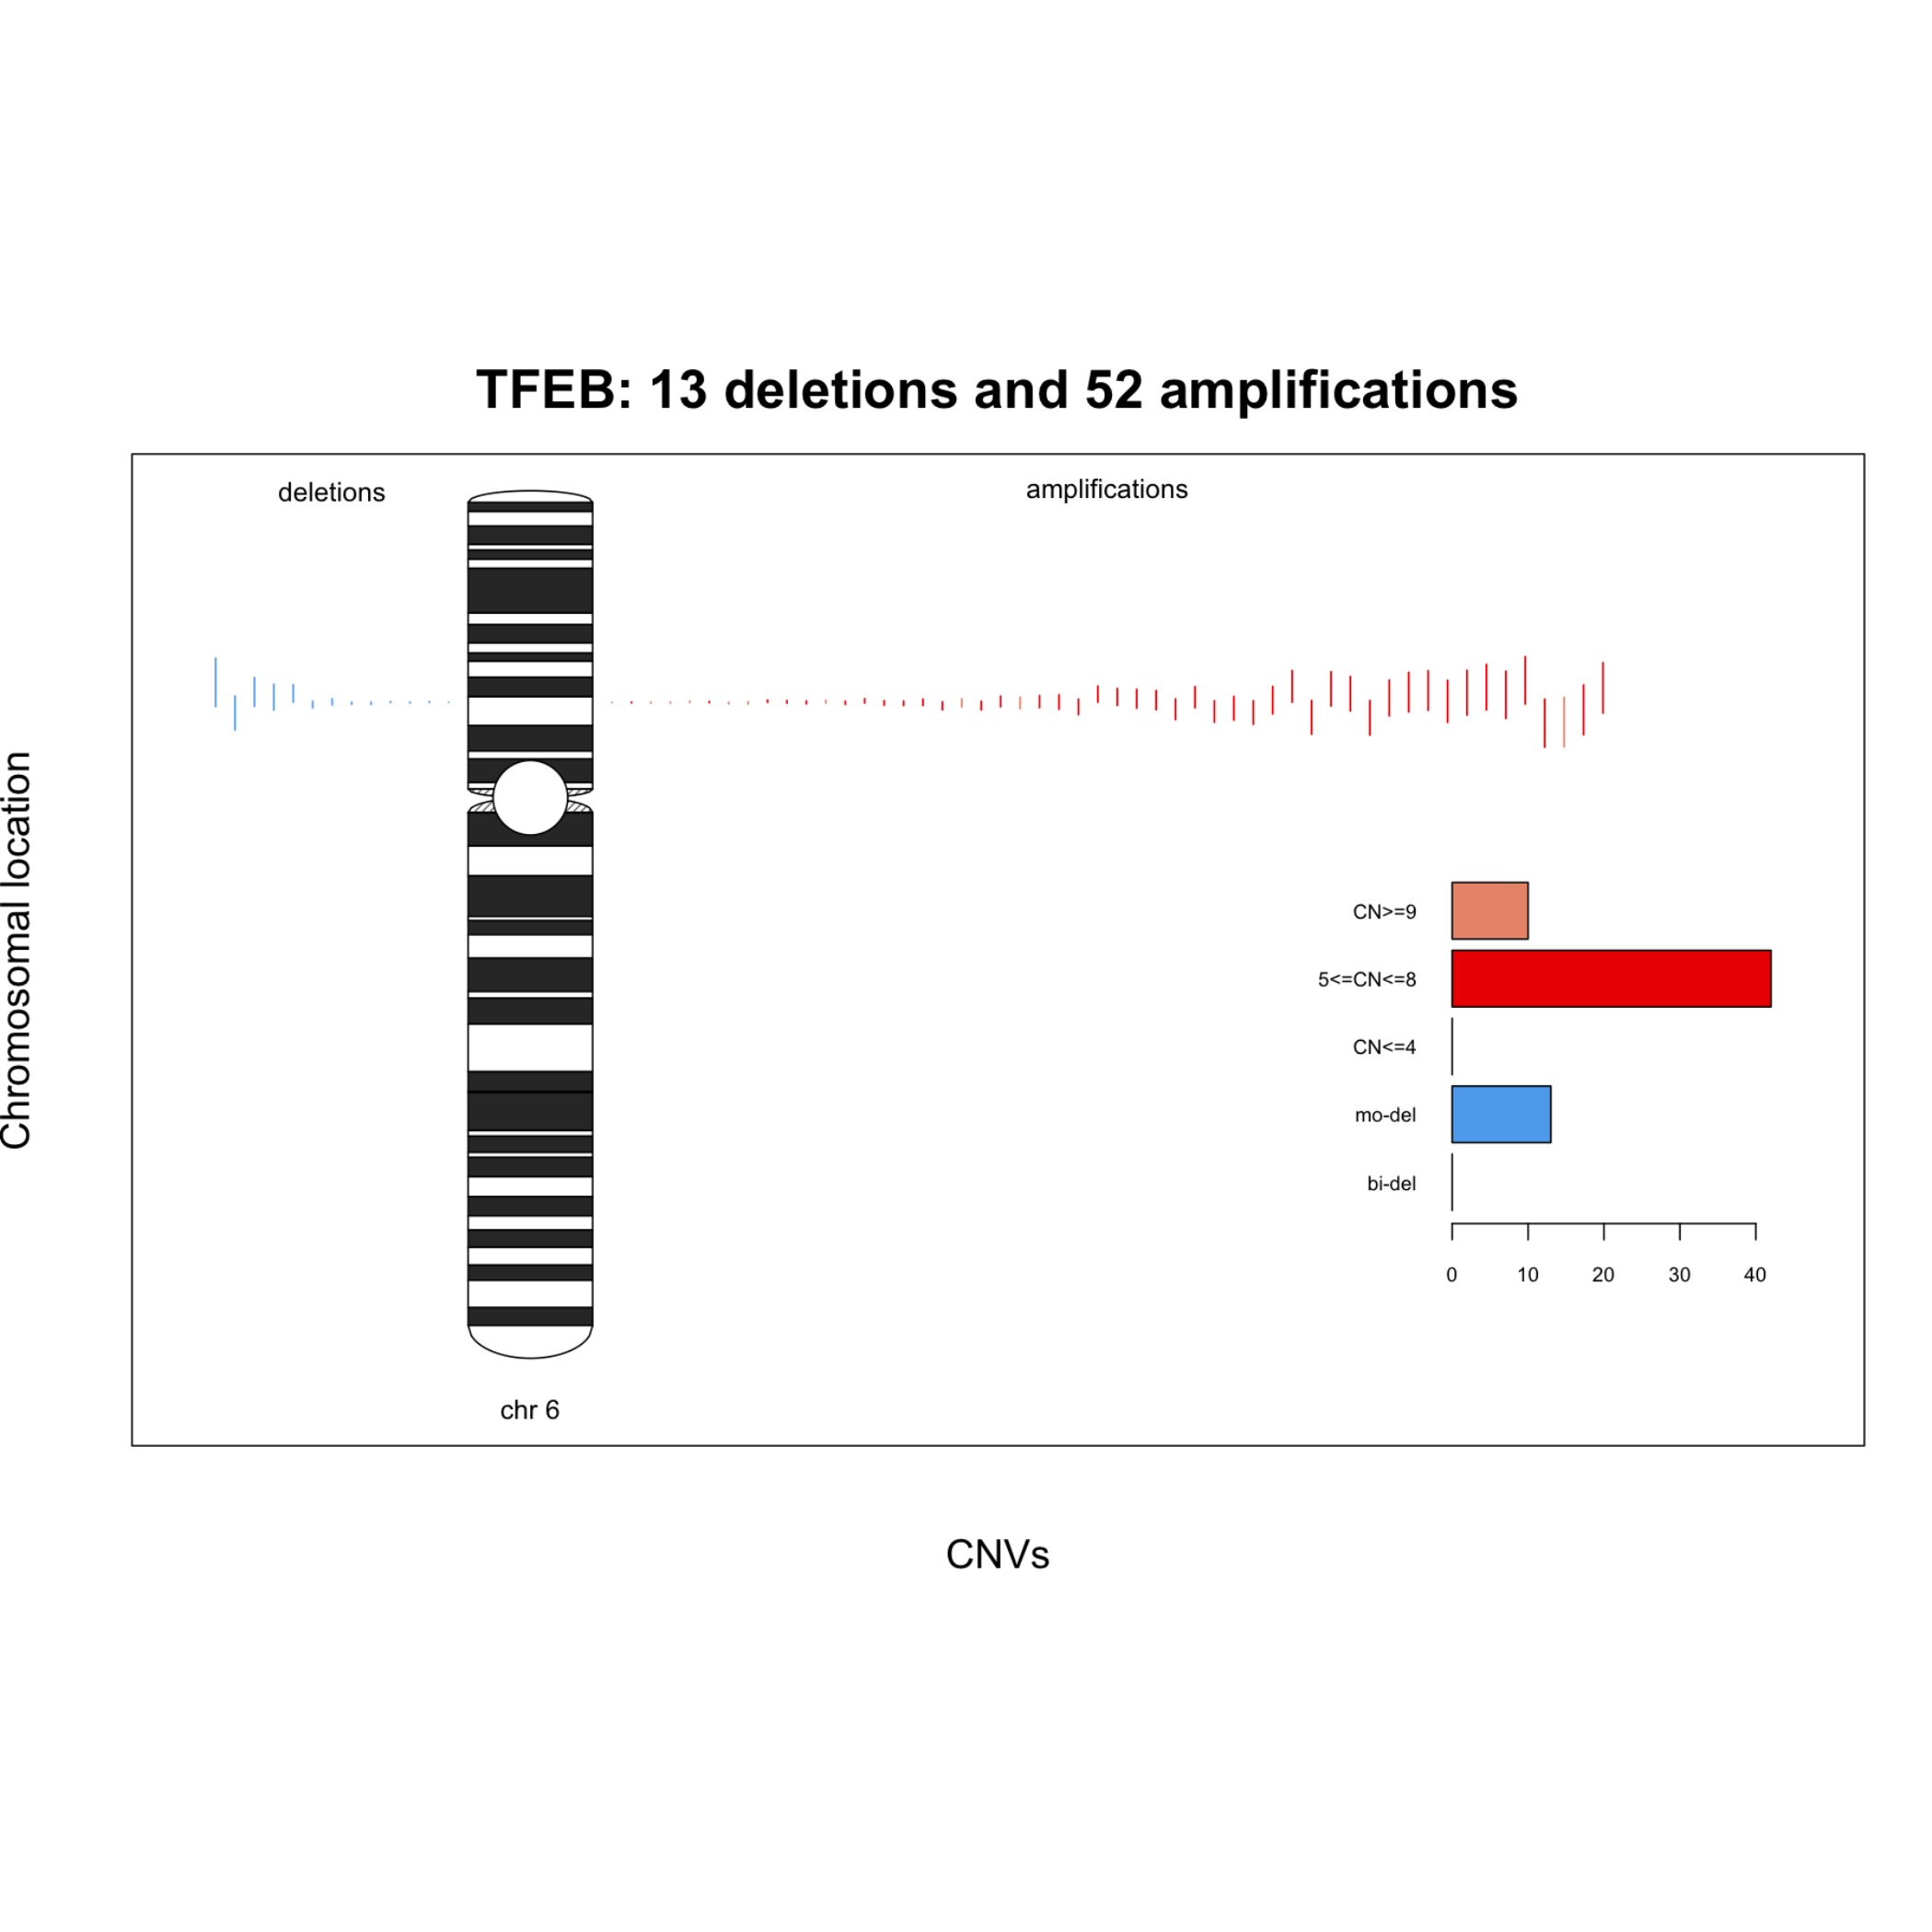 TFEB: 13 deletions and 52 amplifications
deletions
amplifications
Chromosomal location
CN>=9
5<=CN<=8
CN<=4
mo-del
bi-del
0 10 20 30 40
chr 6
CNVs